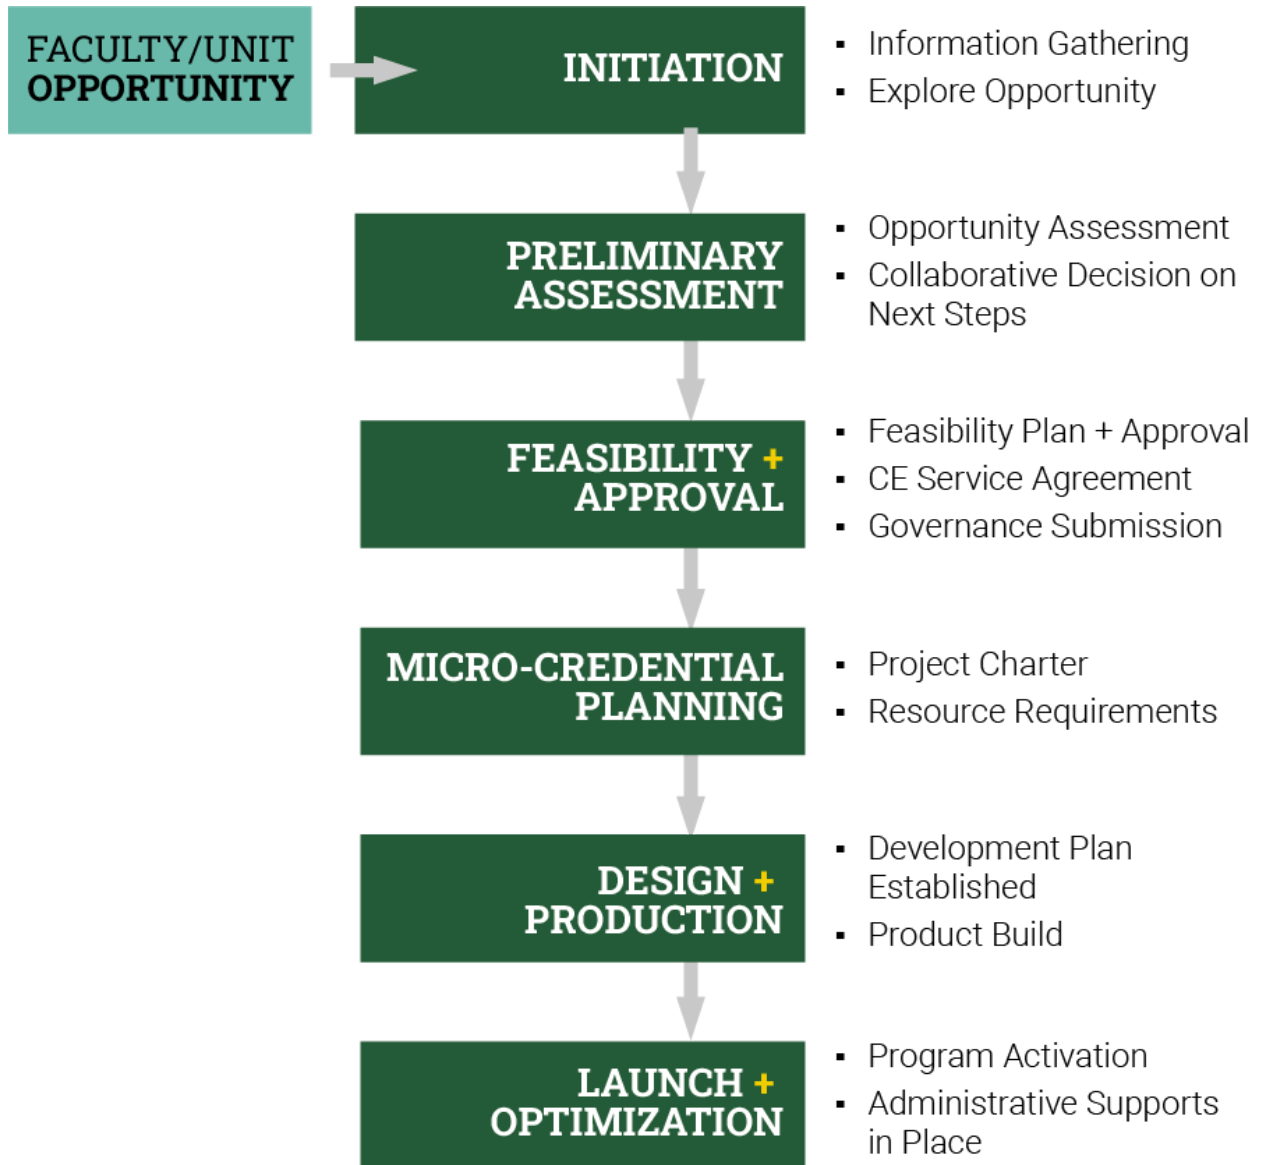 FACULTY/UNIT
OPPORTUNITY
INITIATION
▪ Information Gathering
▪ Explore Opportunity
PRELIMINARY
ASSESSMENT
▪ Opportunity Assessment
▪ Collaborative Decision on
Next Steps
FEASIBILITY +
APPROVAL
▪ Feasibility Plan + Approval
▪ CE Service Agreement
▪ Governance Submission
MICRO-CREDENTIAL
PLANNING
▪ Project Charter
▪ Resource Requirements
DESIGN +
PRODUCTION
▪ Development Plan
Established
▪ Product Build
LAUNCH +
OPTIMIZATION
▪ Program Activation
▪ Administrative Supports
in Place